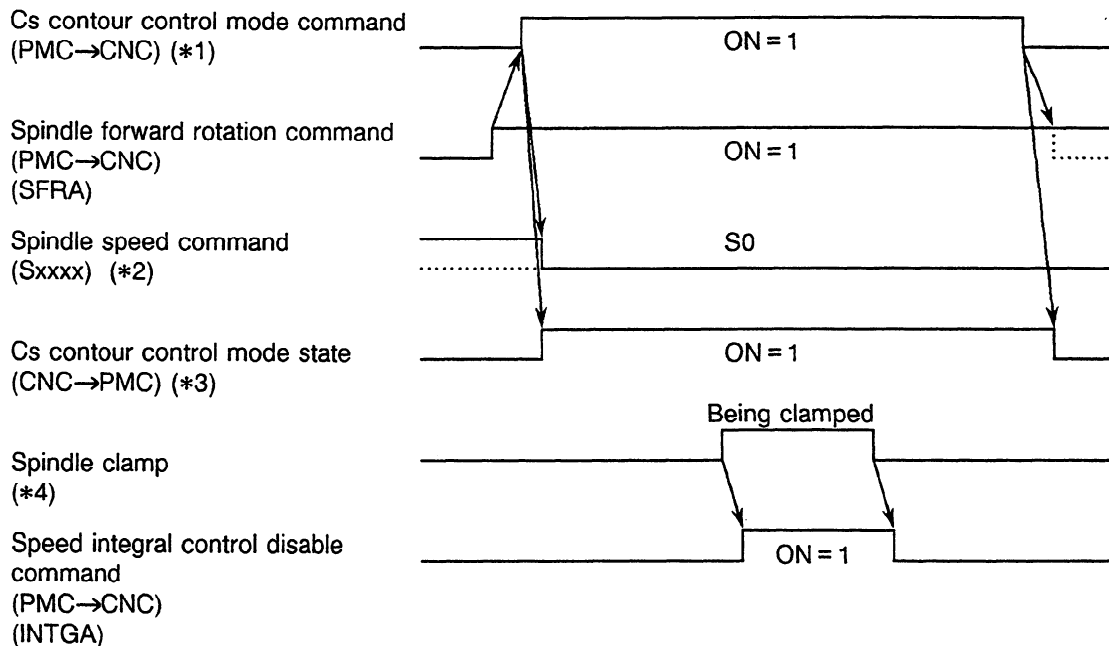 Cs contour control mode command
(PMC→CNC) (*1)
ON = 1
Spindle forward rotation command
(PMC→CNC)
(SFRA)
ON = 1
Spindle speed command
(Sxxxx) (*2)
S0
Cs contour control mode state
(CNC→PMC) (*3)
ON = 1
Being clamped
Spindle clamp
(*4)
Speed integral control disable
command
(PMC→CNC)
(INTGA)
ON = 1